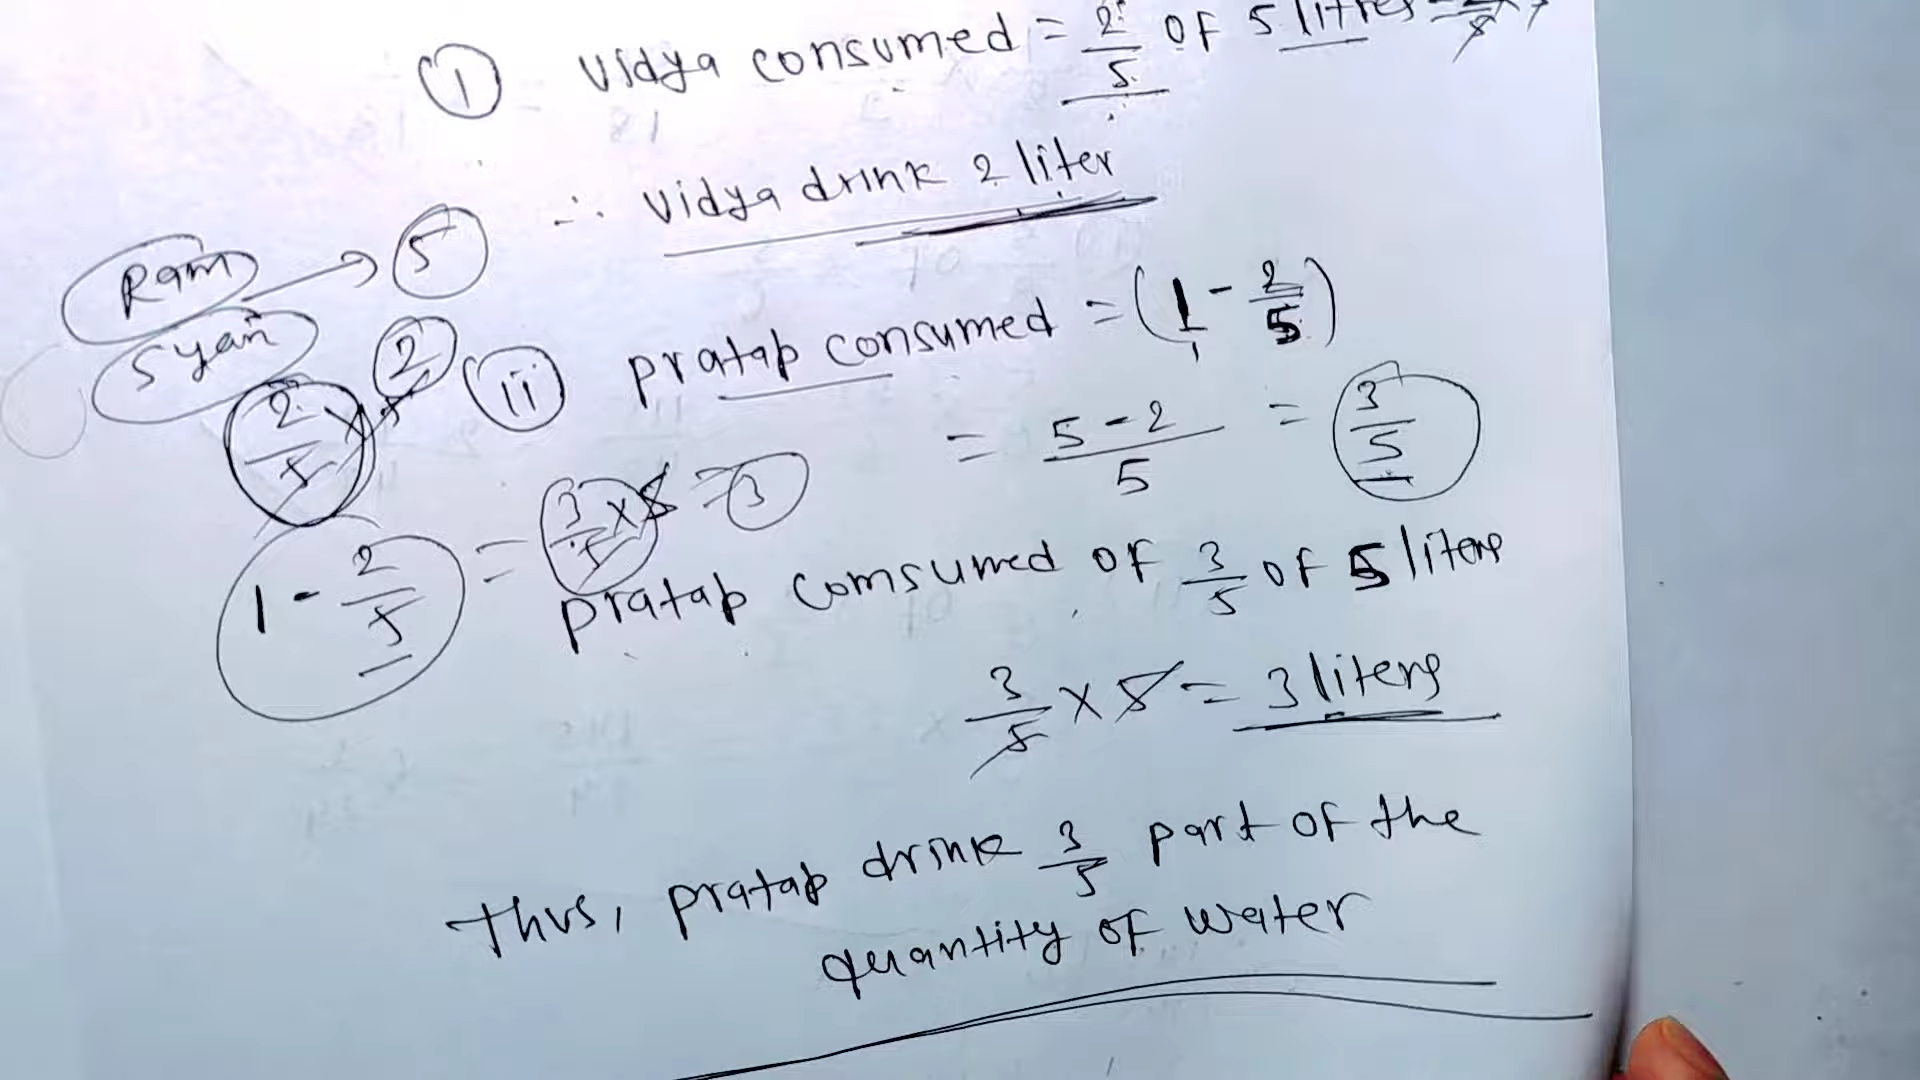 (i) Vidya consumed = 2/5 of 5 litres
∴ Vidya drink 2 liter
Ram → 5
Syam
2/5 × 5 2
(ii) pratap consumed = (1 - 2/5)
= 5-2/5 = 3/5
1 - 2/5 = 3/5 × 5 = 3
pratap comsumed of 3/5 of 5 liters
3/5 × 5 = 3 liters
Thus, pratap drink 3/5 part of the
quantity of water